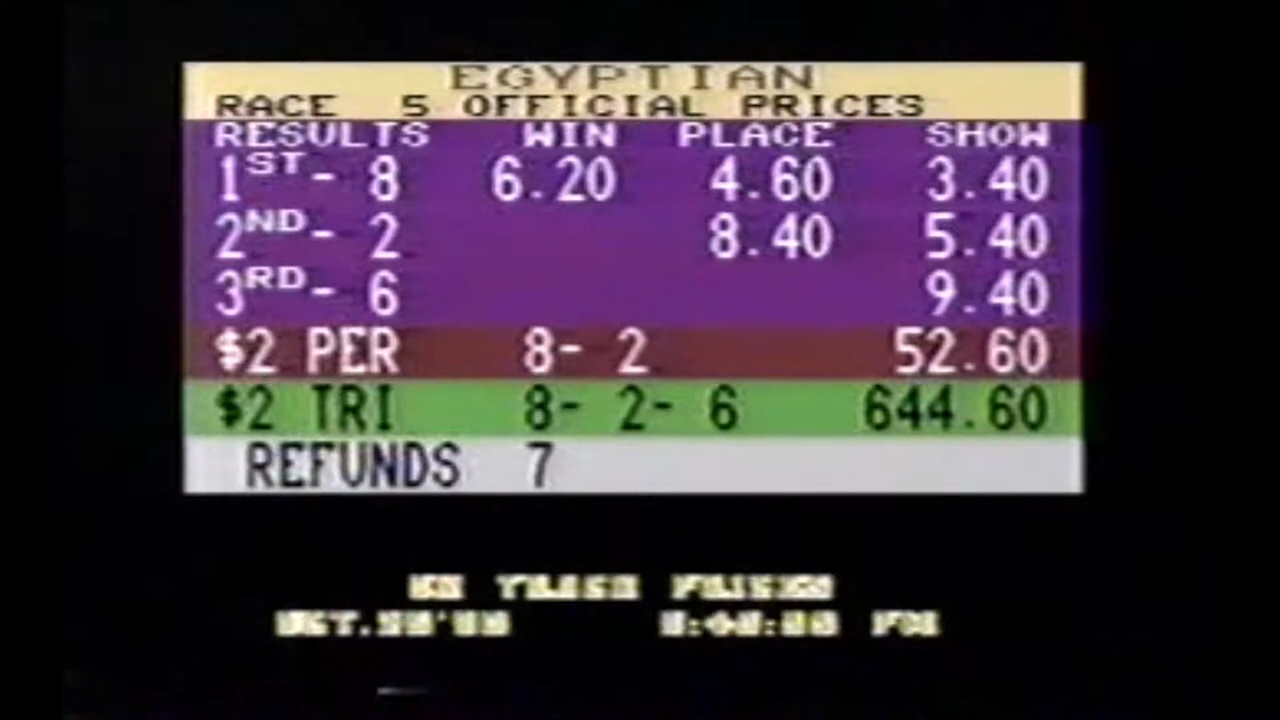 EGYPTIAN
RACE 5 OFFICIAL PRICES
RESULTS WIN PLACE SHOW
1ST- 8 6.20 4.60 3.40
2ND- 2 8.40 5.40
3RD- 6 9.40
$2 PER 8- 2 52.60
$2 TRI 8- 2- 6 644.60
REFUNDS 7
PM